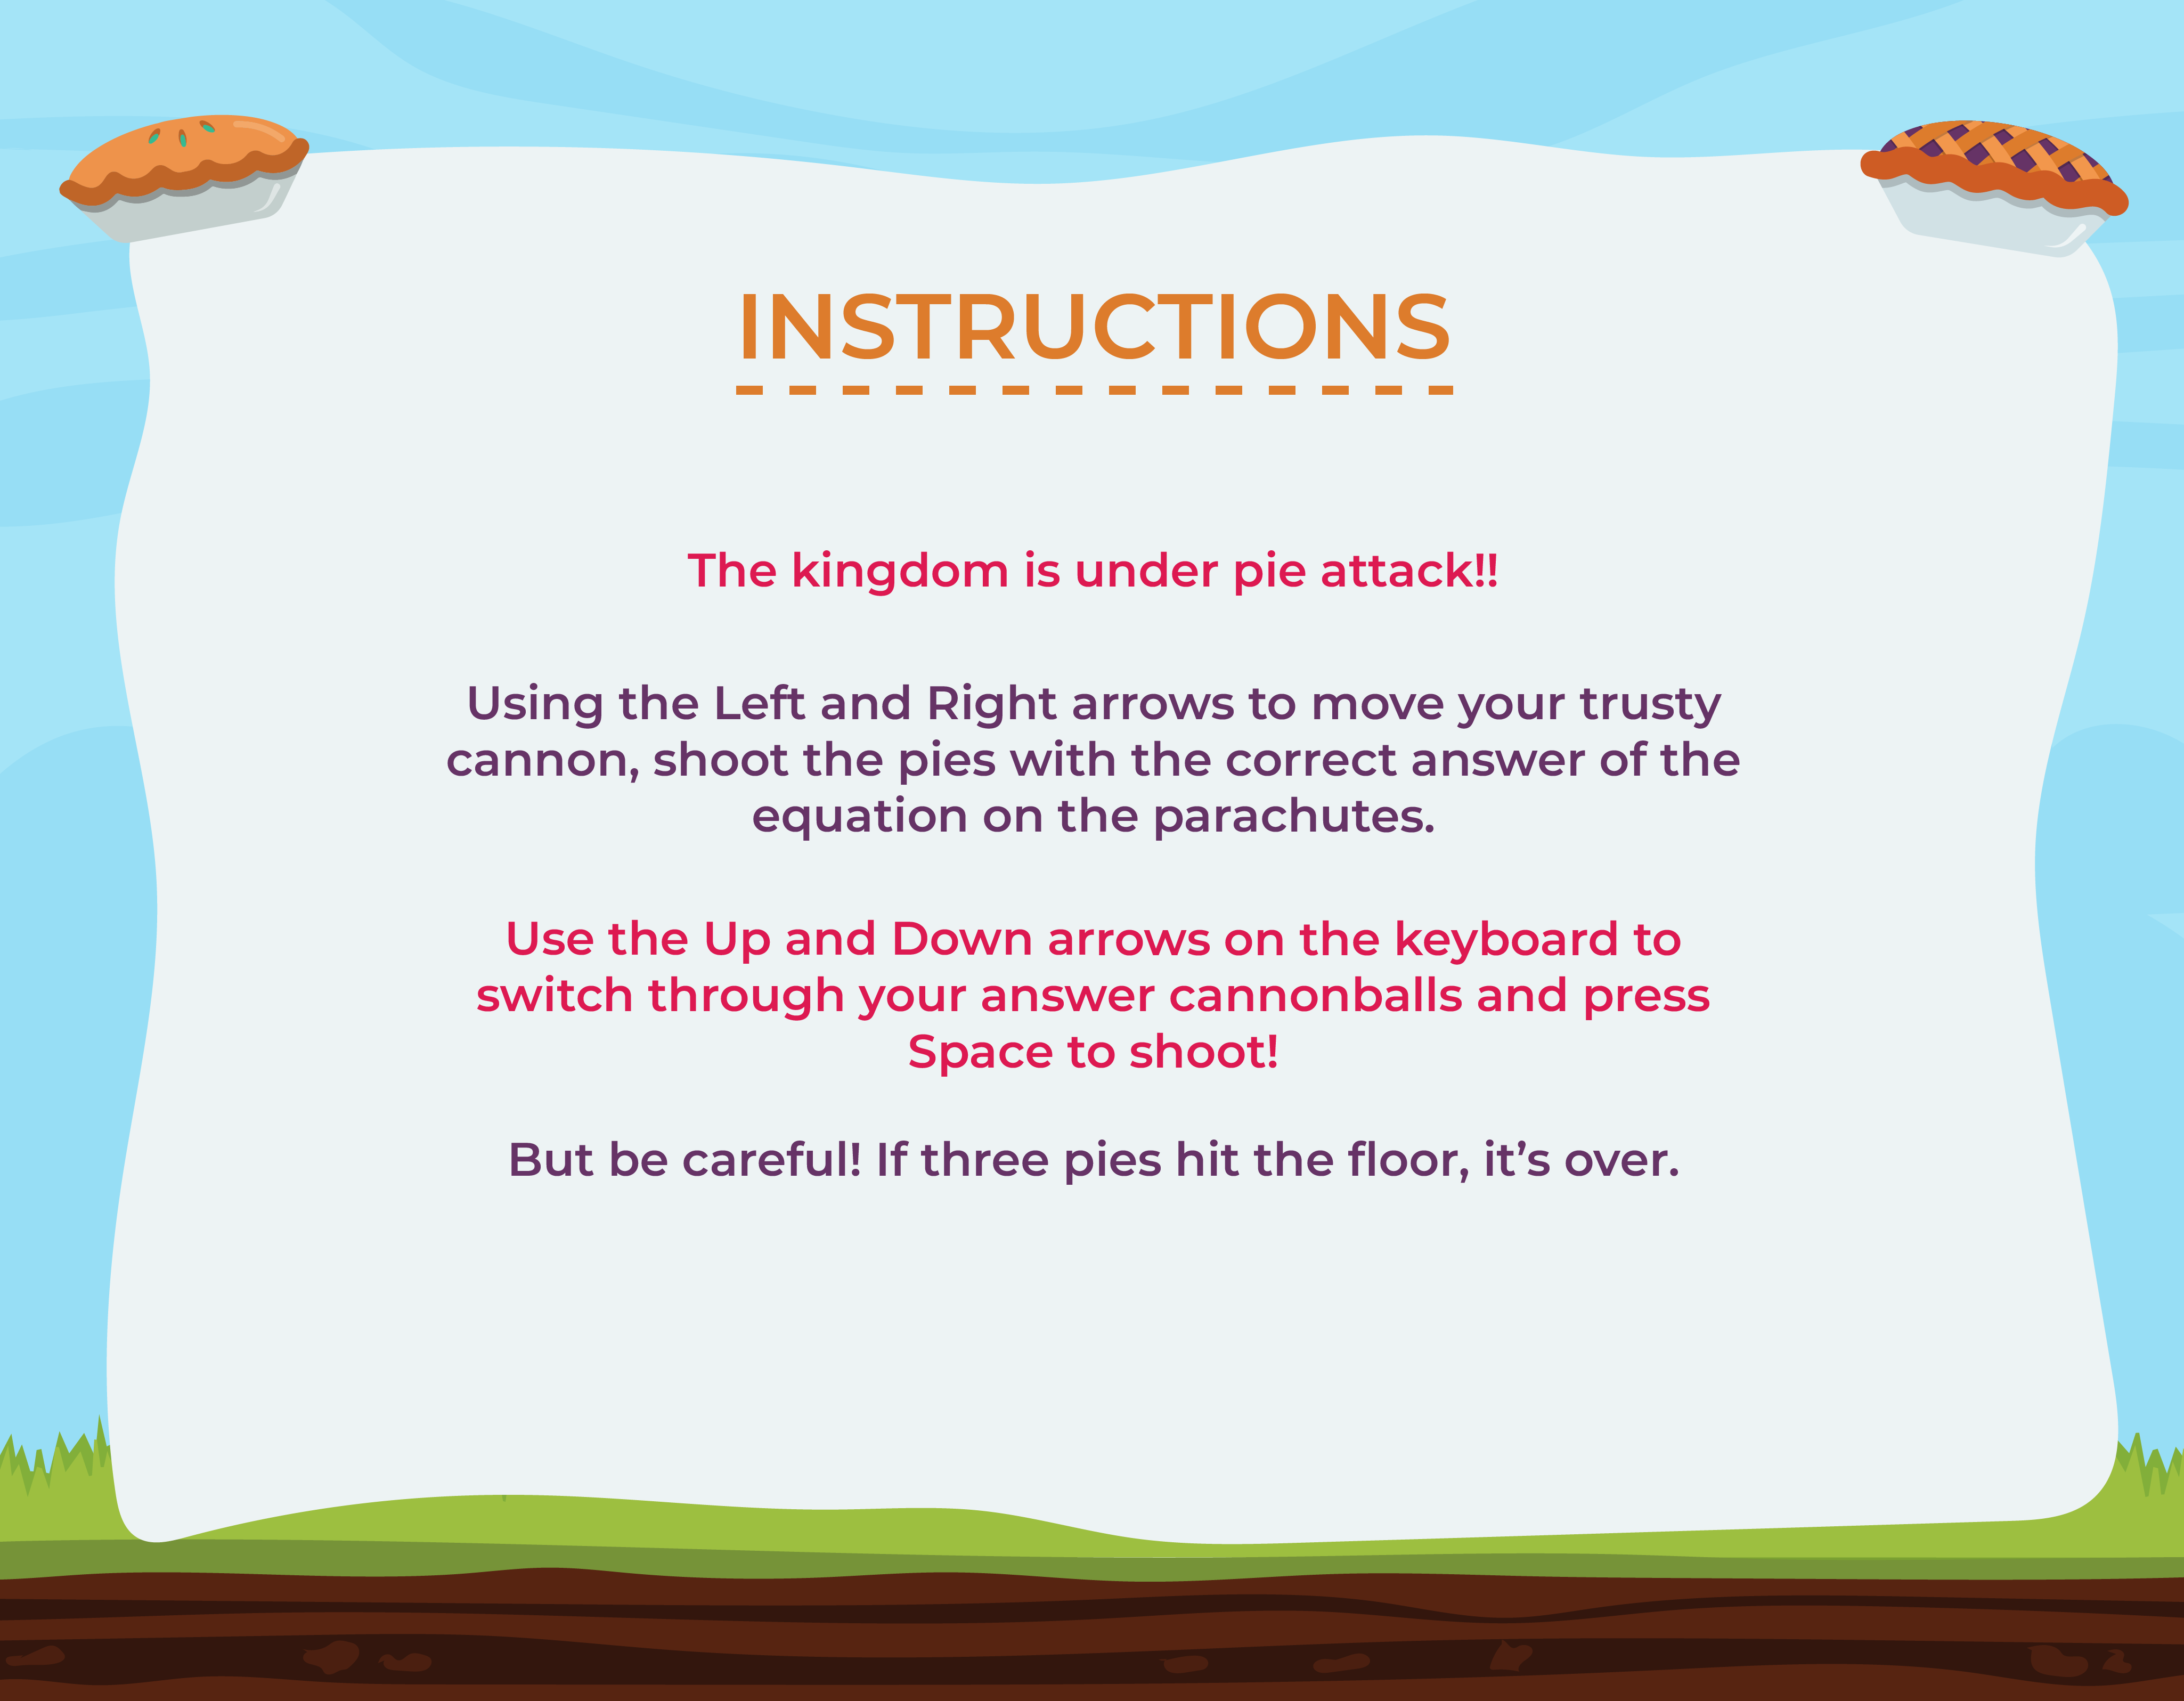 INSTRUCTIONS
The kingdom is under pie attack!!
Using the Left and Right arrows to move your trusty
cannon, shoot the pies with the correct answer of the
equation on the parachutes.
Use the Up and Down arrows on the keyboard to
switch through your answer cannonballs and press
Space to shoot!
But be careful! If three pies hit the floor, it’s over.